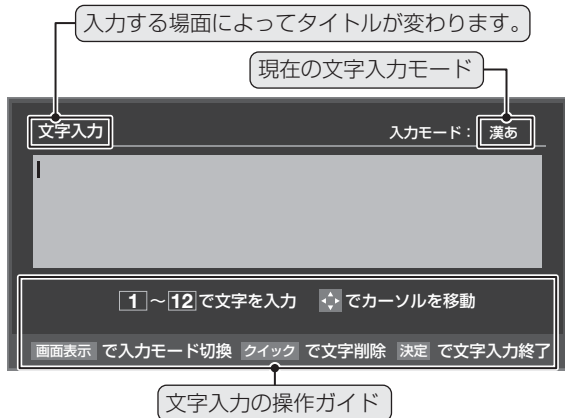 入力する場面によってタイトルが変わります。
現在の文字入力モード
文字入力 入力モード： 漢あ
1～12で文字を入力 でカーソルを移動
画面表示 で入力モード切換 クイック で文字削除 決定 で文字入力終了
文字入力の操作ガイド